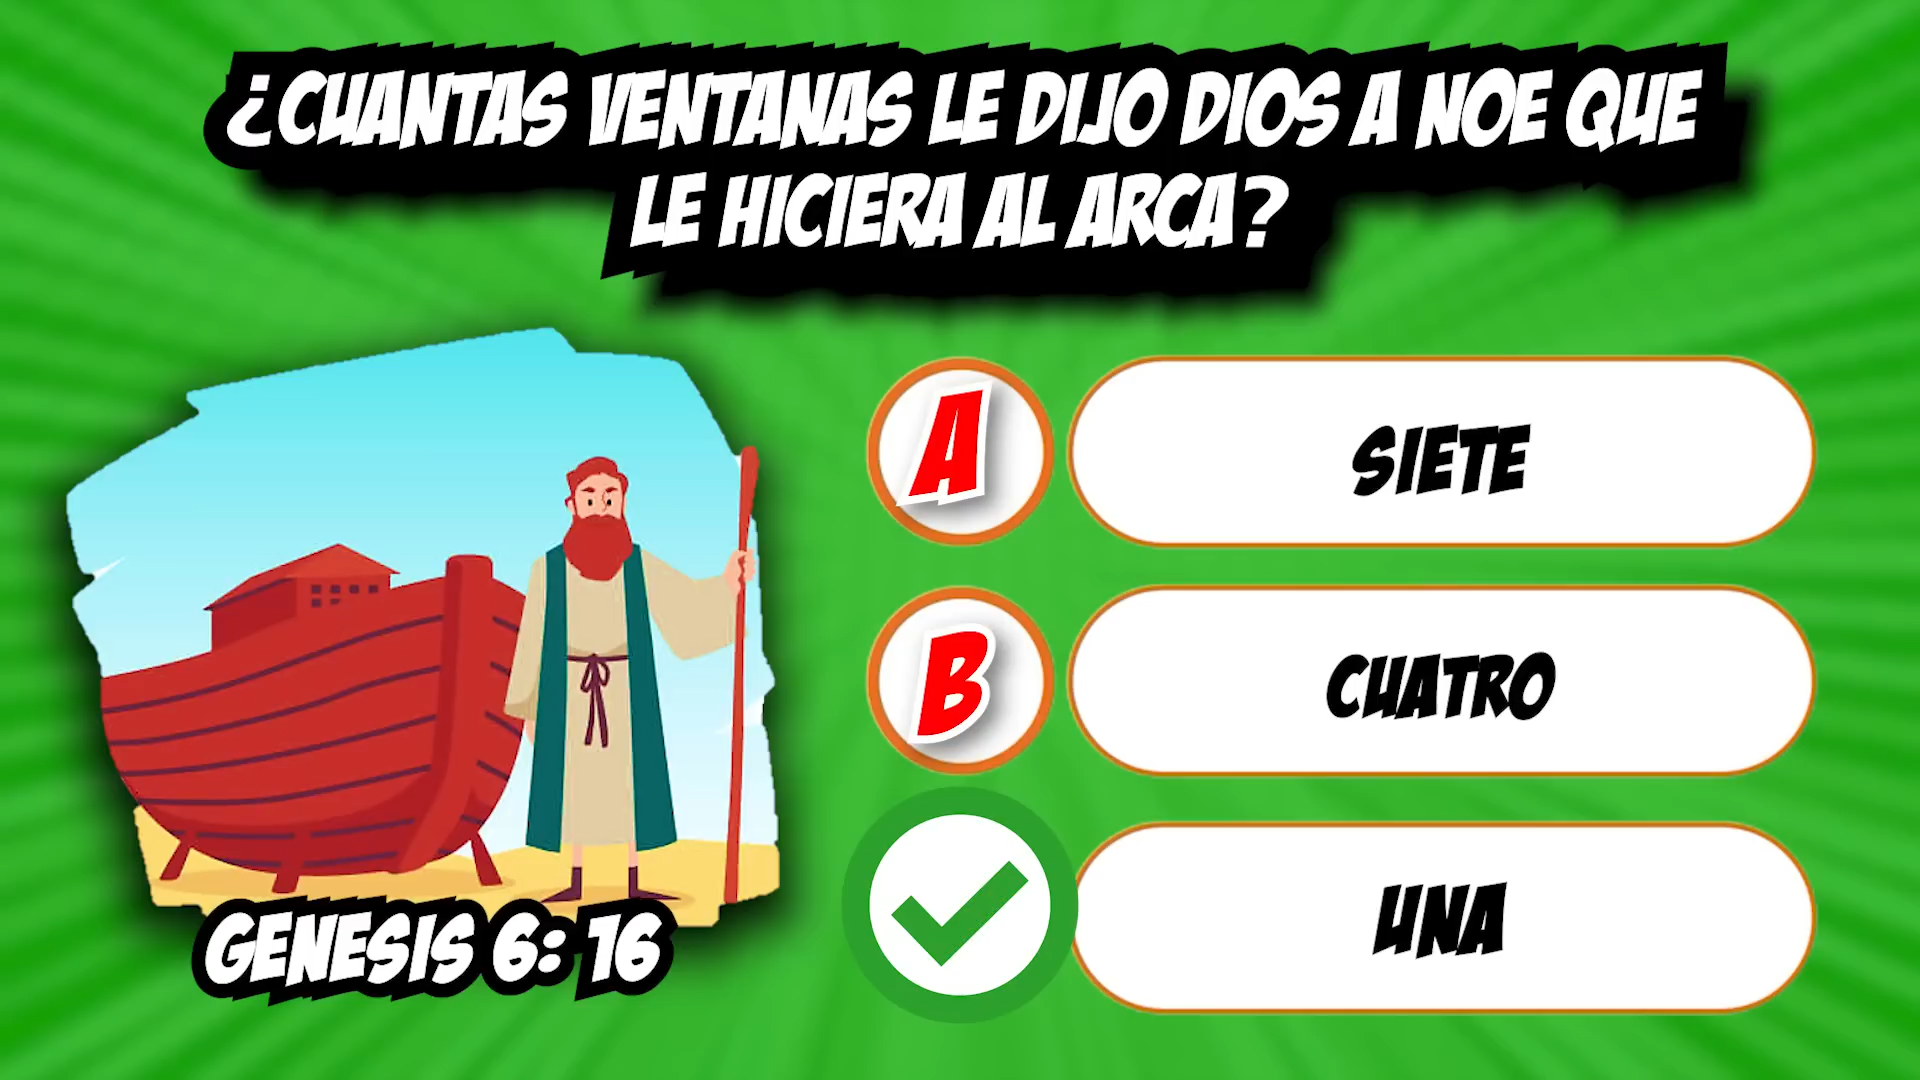 ¿CUANTAS VENTANAS LE DIJO DIOS A NOE QUE
LE HICIERA AL ARCA?
A
SIETE
B
CUATRO
UNA
GENESIS 6: 16